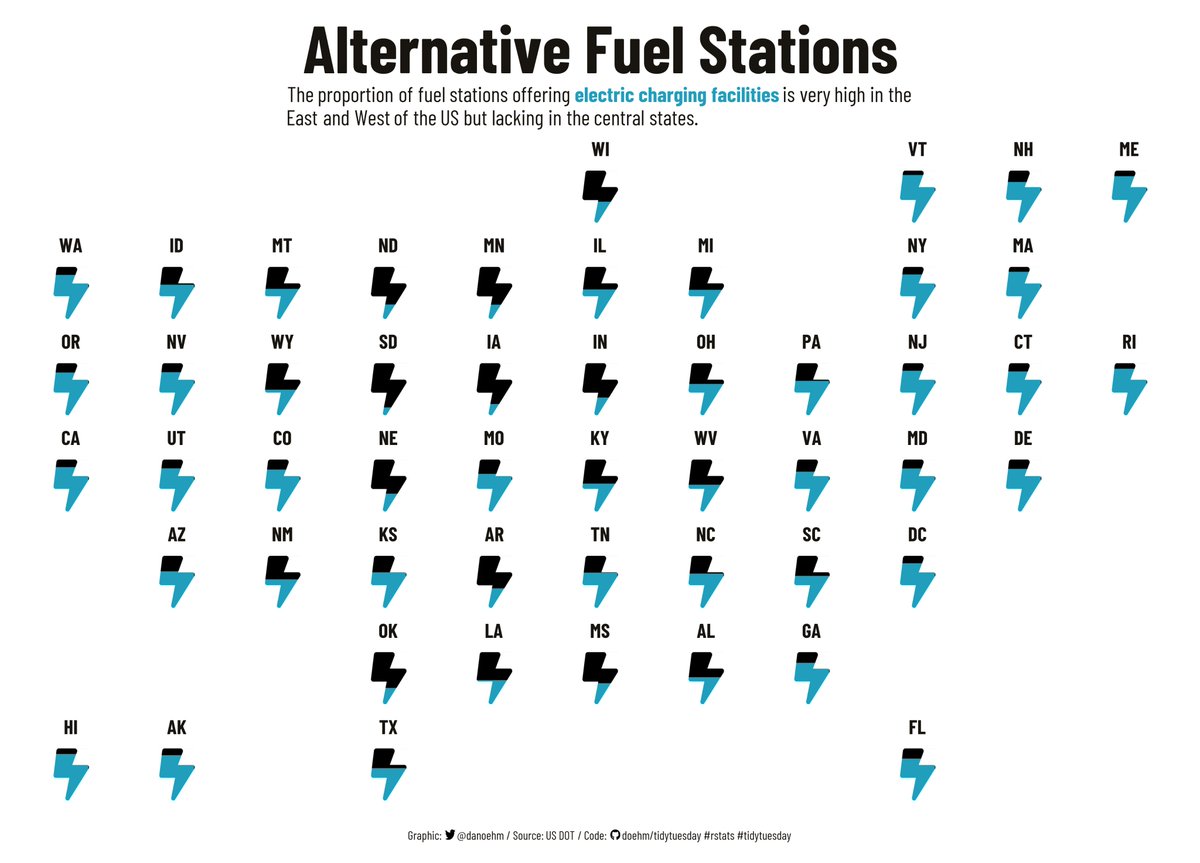 Alternative Fuel Stations
The proportion of fuel stations offering electric charging facilities is very high in the
East and West of the US but lacking in the central states.
WI VT NH ME
WA ID MT ND MN IL MI NY MA
OR NV WY SD IA IN OH PA NJ CT RI
CA UT CO NE MO KY WV VA MD DE
AZ NM KS AR TN NC SC DC
OK LA MS AL GA
HI AK TX FL
Graphic: @danoehm / Source: US DOT / Code: doehm/tidytuesday #rstats #tidytuesday